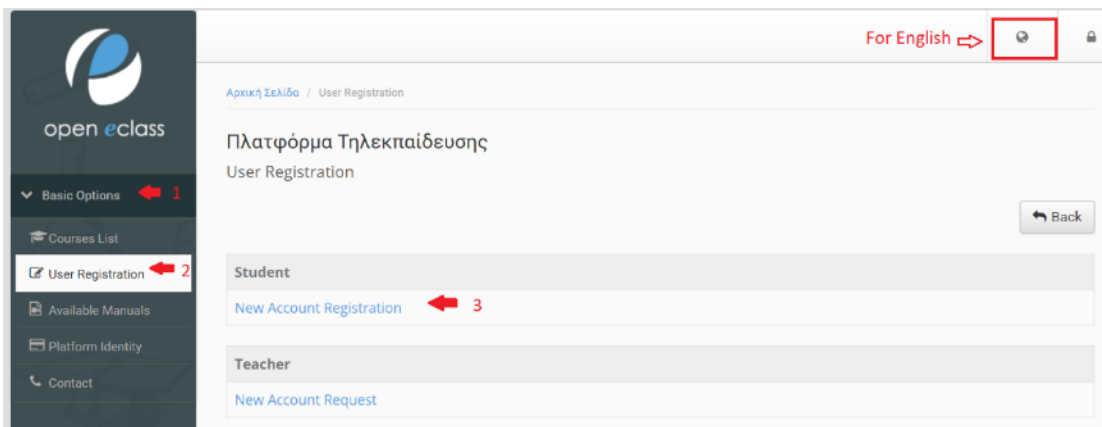 For English
Αρχική Σελίδα / User Registration
open eclass
Πλατφόρμα Τηλεκπαίδευσης
User Registration
Basic Options 1
Back
Courses List
User Registration 2
Student
Available Manuals
New Account Registration 3
Platform Identity
Teacher
Contact
New Account Request